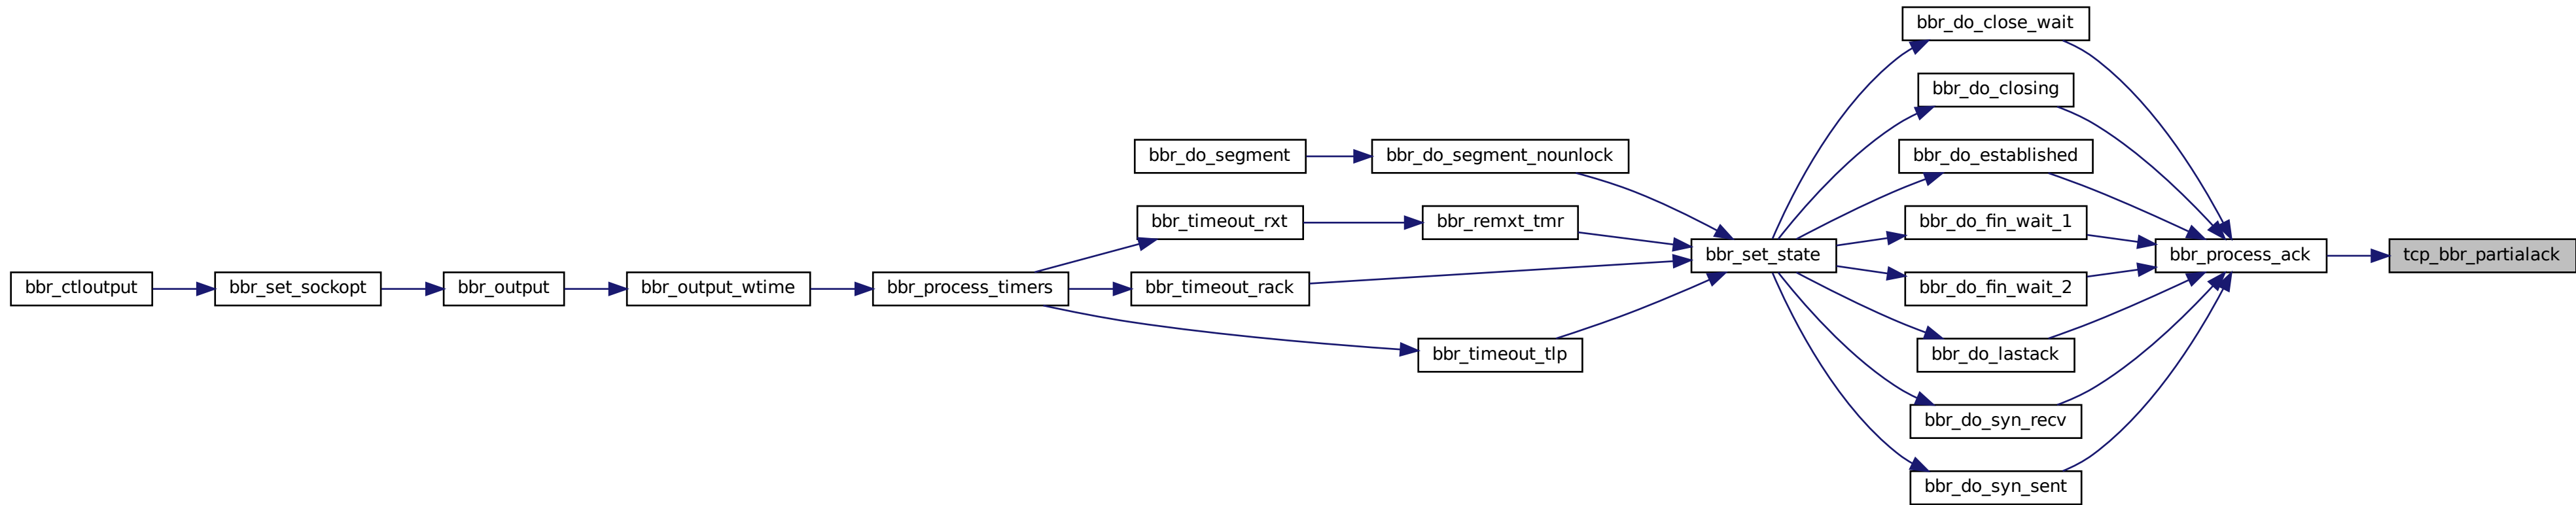 bbr_do_close_wait
bbr_do_closing
bbr_do_segment
bbr_do_segment_nounlock
bbr_do_established
bbr_timeout_rxt
bbr_remxt_tmr
bbr_do_fin_wait_1
bbr_set_state
bbr_process_ack
tcp_bbr_partialack
bbr_ctloutput
bbr_set_sockopt
bbr_output
bbr_output_wtime
bbr_process_timers
bbr_timeout_rack
bbr_do_fin_wait_2
bbr_timeout_tlp
bbr_do_lastack
bbr_do_syn_recv
bbr_do_syn_sent